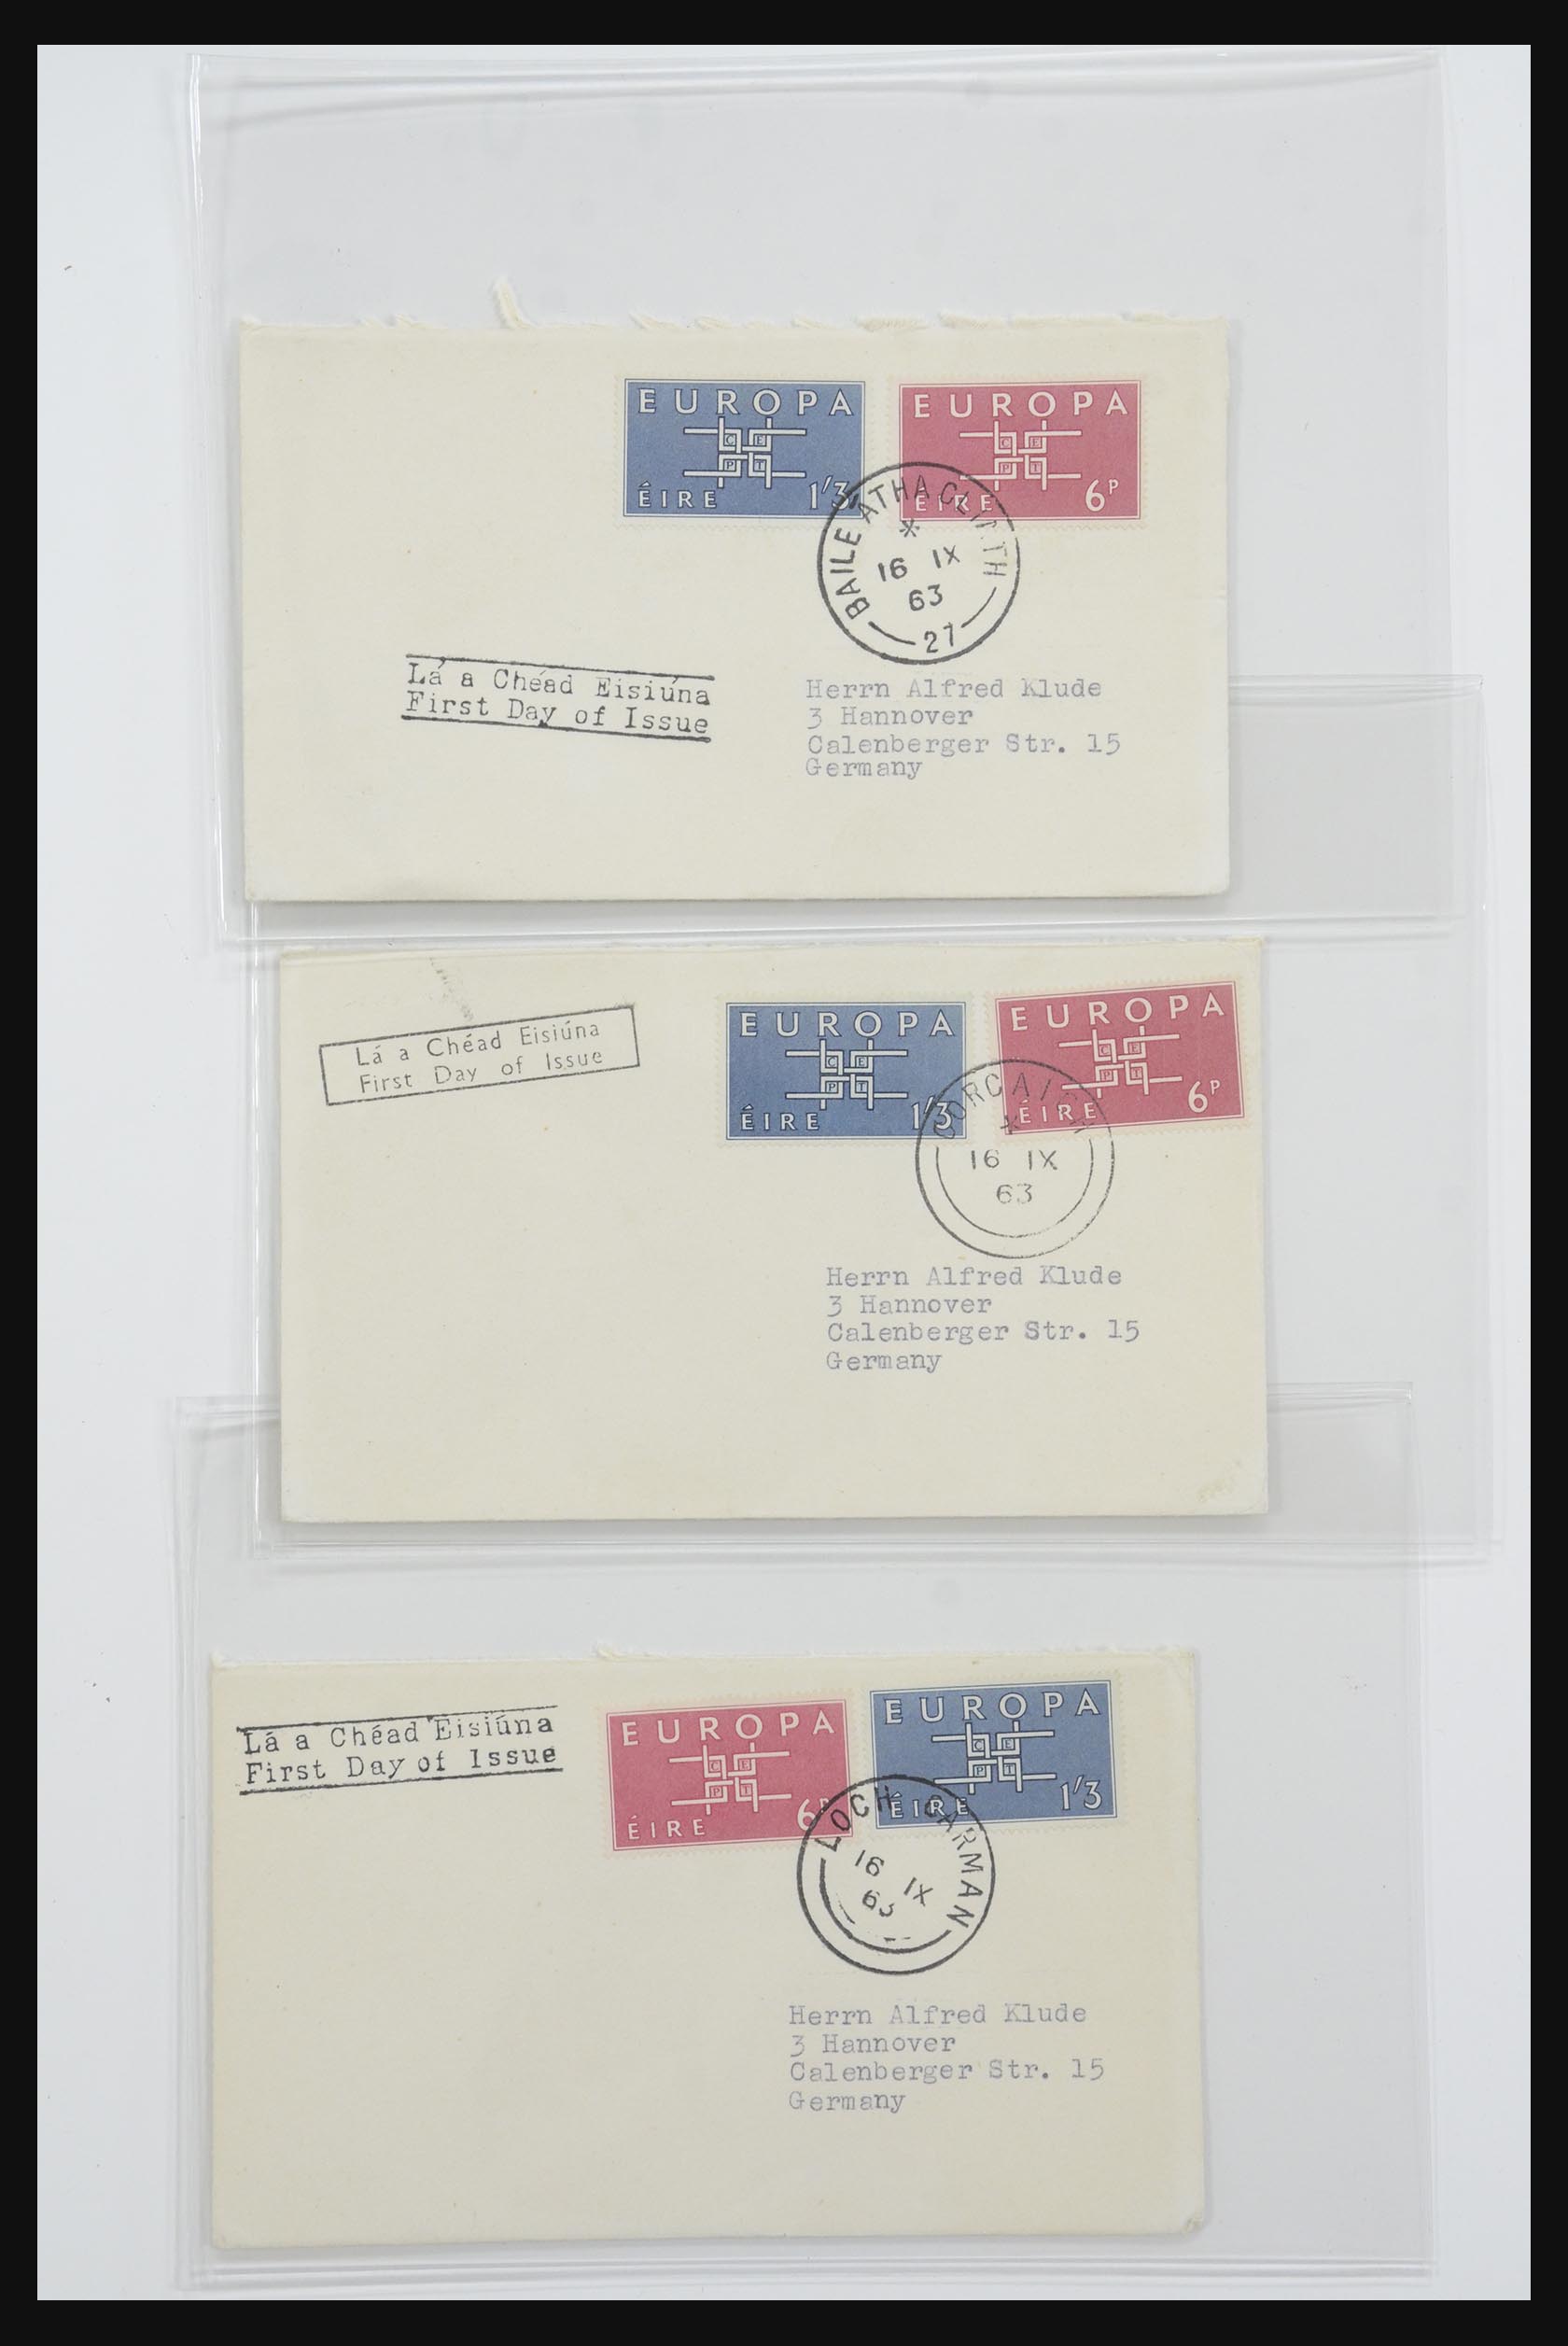 EUROPA
C E
P T
ÉIRE 1'3
EUROPA
C E
P T
ÉIRE 6P
BAILE ÁTHA CLIATH
*
16 IX
63
27
Lá a Chéad Eisiúna
First Day of Issue
Herrn Alfred Klude
3 Hannover
Calenberger Str. 15
Germany
Lá a Chéad Eisiúna
First Day of Issue
EUROPA
C E
P T
ÉIRE 1'3
EUROPA
C E
P T
ÉIRE 6P
CORCAIGH
*
16 IX
63
Herrn Alfred Klude
3 Hannover
Calenberger Str. 15
Germany
Lá a Chéad Eisiúna
First Day of Issue
EUROPA
C E
P T
ÉIRE 6P
EUROPA
C E
P T
ÉIRE 1'3
LOCH GARMAN
16 IX
63
Herrn Alfred Klude
3 Hannover
Calenberger Str. 15
Germany